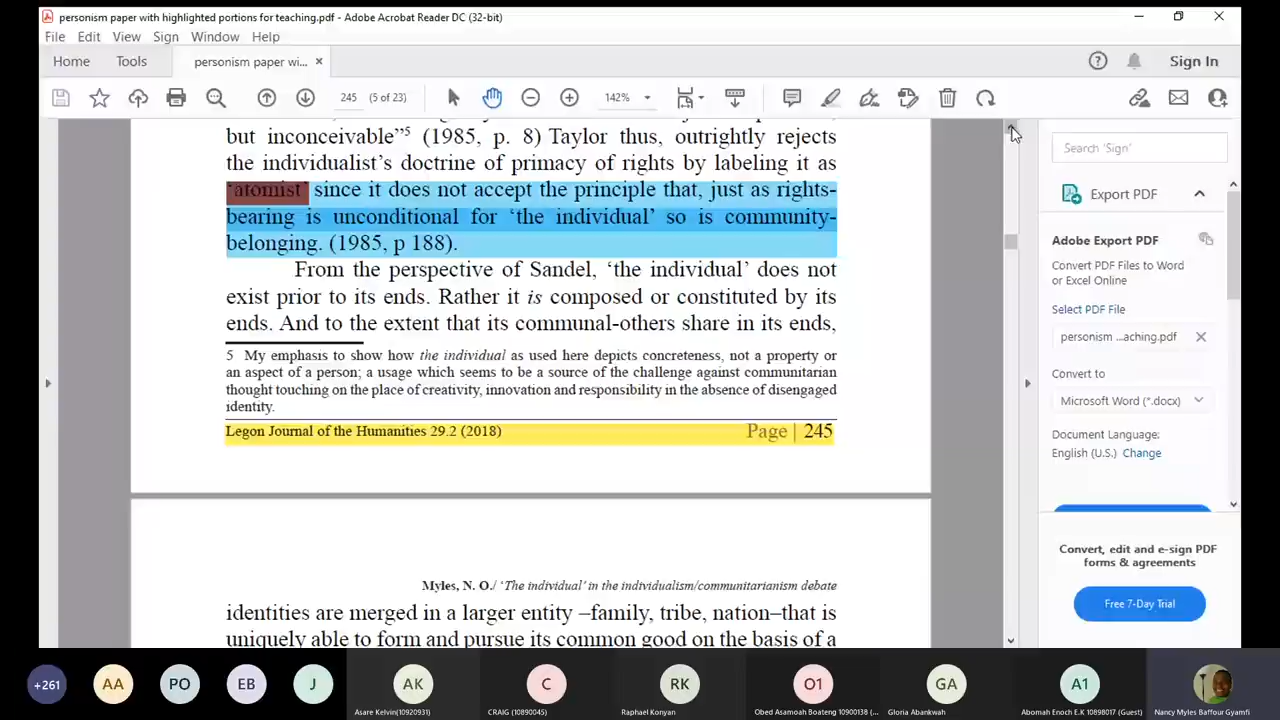 personism paper with highlighted portions for teaching.pdf - Adobe Acrobat Reader DC (32-bit)
File Edit View Sign Window Help
Home Tools personism paper wi... × Sign In
245 (5 of 23) 142%
but inconceivable”5 (1985, p. 8) Taylor thus, outrightly rejects
the individualist’s doctrine of primacy of rights by labeling it as
‘atomist’ since it does not accept the principle that, just as rights-
bearing is unconditional for ‘the individual’ so is community-
belonging. (1985, p 188).
From the perspective of Sandel, ‘the individual’ does not
exist prior to its ends. Rather it is composed or constituted by its
ends. And to the extent that its communal-others share in its ends,
5 My emphasis to show how the individual as used here depicts concreteness, not a property or
an aspect of a person; a usage which seems to be a source of the challenge against communitarian
thought touching on the place of creativity, innovation and responsibility in the absence of disengaged
identity.
Legon Journal of the Humanities 29.2 (2018) Page | 245
Myles, N. O./ ‘The individual’ in the individualism/communitarianism debate
identities are merged in a larger entity –family, tribe, nation–that is
uniquely able to form and pursue its common good on the basis of a
Search 'Sign'
Export PDF
Adobe Export PDF
Convert PDF Files to Word
or Excel Online
Select PDF File
personism ...aching.pdf ×
Convert to
Microsoft Word (*.docx)
Document Language:
English (U.S.) Change
Convert, edit and e-sign PDF
forms & agreements
Free 7-Day Trial
+261 AA PO EB J AK C RK O1 GA A1
Asare Kelvin(10920931) CRAIG (10890045) Raphael Konyan Obed Asamoah Boateng 10900138 (... Gloria Abankwah Abomah Enoch E.K 10898017 (Guest) Nancy Myles Baffour Gyamfi